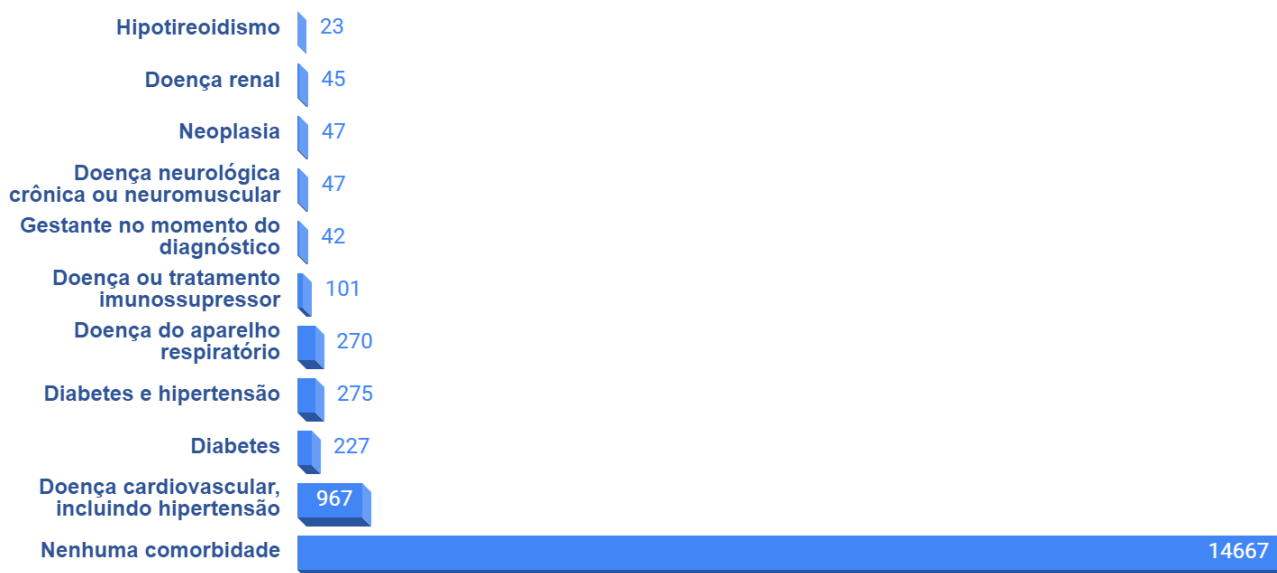 Hipotireoidismo 23
Doença renal 45
Neoplasia 47
Doença neurológica
crônica ou neuromuscular 47
Gestante no momento do
diagnóstico 42
Doença ou tratamento
imunossupressor 101
Doença do aparelho
respiratório 270
Diabetes e hipertensão 275
Diabetes 227
Doença cardiovascular,
incluindo hipertensão 967
Nenhuma comorbidade 14667